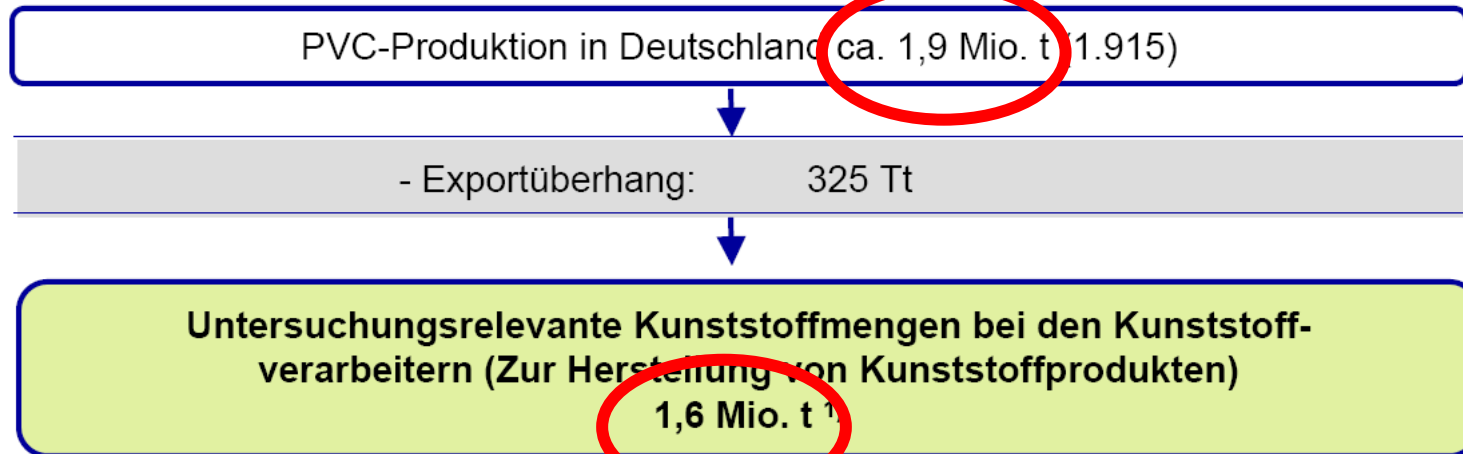 PVC-Produktion in Deutschland ca. 1,9 Mio. t (1.915)
- Exportüberhang: 325 Tt
Untersuchungsrelevante Kunststoffmengen bei den Kunststoff-
verarbeitern (Zur Herstellung von Kunststoffprodukten)
1,6 Mio. t ¹